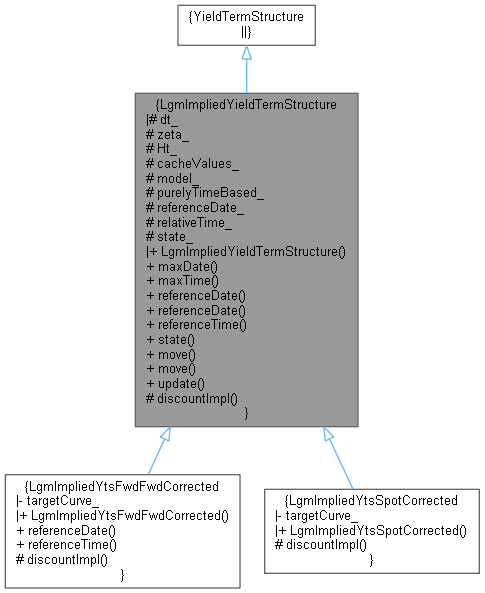 {YieldTermStructure
||}
{LgmImpliedYieldTermStructure
|# dt_
# zeta_
# Ht_
# cacheValues_
# model_
# purelyTimeBased_
# referenceDate_
# relativeTime_
# state_
|+ LgmImpliedYieldTermStructure()
+ maxDate()
+ maxTime()
+ referenceDate()
+ referenceDate()
+ referenceTime()
+ state()
+ move()
+ move()
+ update()
# discountImpl()
}
{LgmImpliedYtsFwdFwdCorrected
|- targetCurve_
|+ LgmImpliedYtsFwdFwdCorrected()
+ referenceDate()
+ referenceTime()
# discountImpl()
}
{LgmImpliedYtsSpotCorrected
|- targetCurve_
|+ LgmImpliedYtsSpotCorrected()
# discountImpl()
}